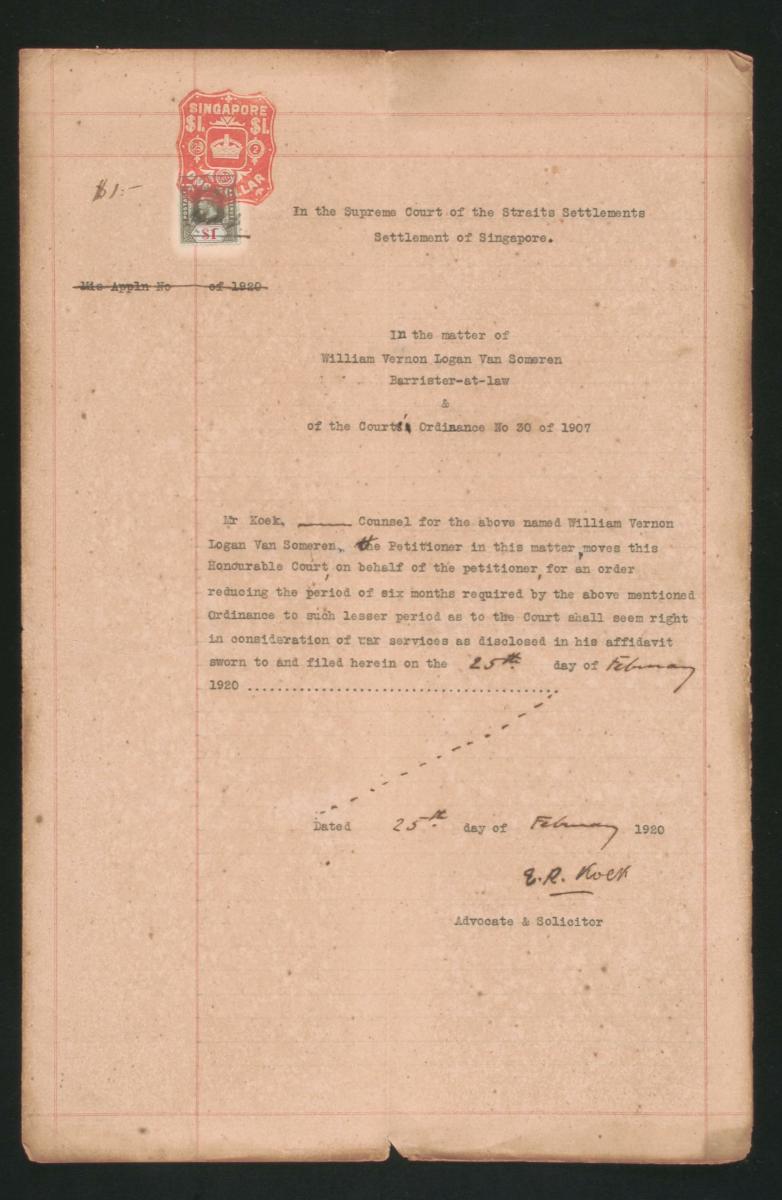 SINGAPORE
$1. $1.
23 2
ONE DOLLAR
$1
$1:-
In the Supreme Court of the Straits Settlements
Settlement of Singapore.
Mis Appln No of 1920
In the matter of
William Vernon Logan Van Someren
Barrister-at-law
&
of the Courts' Ordinance No 30 of 1907
Mr Koek, ——— Counsel for the above named William Vernon
Logan Van Someren, the Petitioner in this matter, moves this
Honourable Court, on behalf of the petitioner, for an order
reducing the period of six months required by the above mentioned
Ordinance to such lesser period as to the Court shall seem right
in consideration of war services as disclosed in his affidavit
sworn to and filed herein on the 25th day of February
1920 .......................................
Dated 25th day of February 1920
E.R. Koek
Advocate & Solicitor